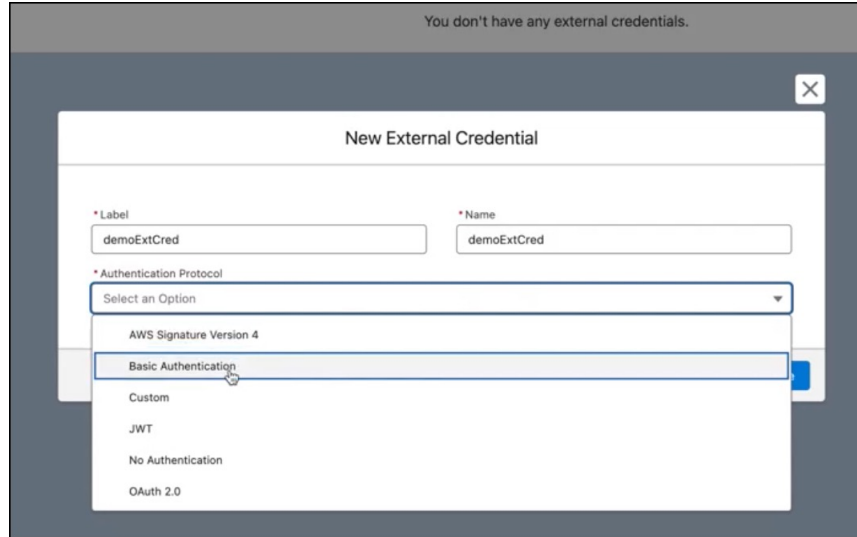 You don't have any external credentials.
New External Credential
* Label
* Name
demoExtCred
demoExtCred
* Authentication Protocol
Select an Option
AWS Signature Version 4
Basic Authentication
Custom
JWT
No Authentication
OAuth 2.0